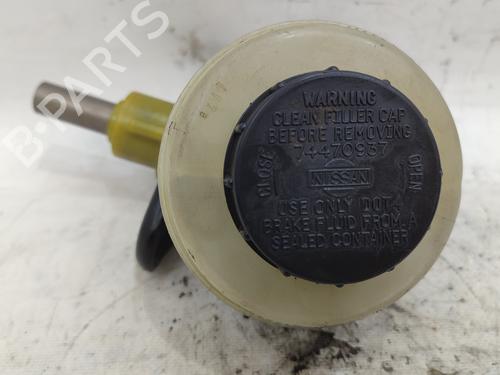 B-PARTS
WARNING
CLEAN FILLER CAP
BEFORE REMOVING
74470937
CLOSE
NISSAN
OPEN
USE ONLY DOT4
BRAKE FLUID FROM A
SEALED CONTAINER
B-PARTS